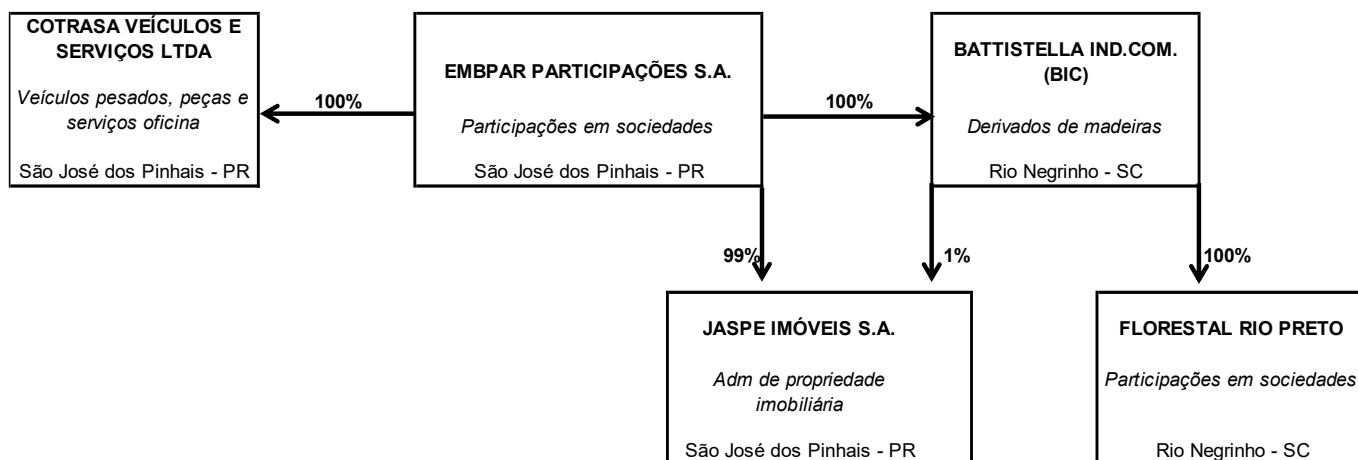 COTRASA VEÍCULOS E
SERVIÇOS LTDA
Veículos pesados, peças e
serviços oficina
São José dos Pinhais - PR
100%
EMBPAR PARTICIPAÇÕES S.A.
Participações em sociedades
São José dos Pinhais - PR
100%
BATTISTELLA IND.COM.
(BIC)
Derivados de madeiras
Rio Negrinho - SC
99%
1%
100%
JASPE IMÓVEIS S.A.
Adm de propriedade
imobiliária
São José dos Pinhais - PR
FLORESTAL RIO PRETO
Participações em sociedades
Rio Negrinho - SC